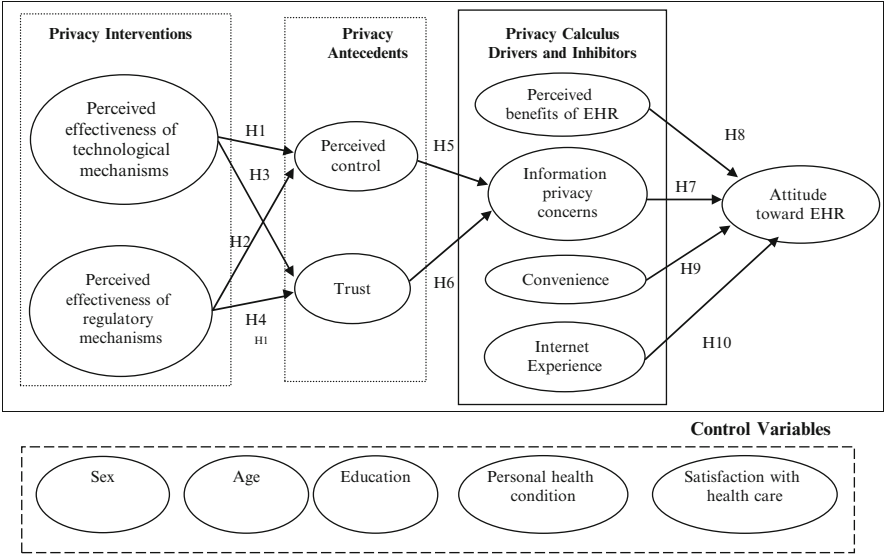 Privacy Interventions
Perceived
effectiveness of
technological
mechanisms
Perceived
effectiveness of
regulatory
mechanisms
H1
H3
H2
H4
H1
Privacy
Antecedents
Perceived
control
Trust
H5
H6
Privacy Calculus
Drivers and Inhibitors
Perceived
benefits of EHR
Information
privacy
concerns
Convenience
Internet
Experience
H8
H7
H9
H10
Attitude
toward EHR
Control Variables
Sex
Age
Education
Personal health
condition
Satisfaction with
health care